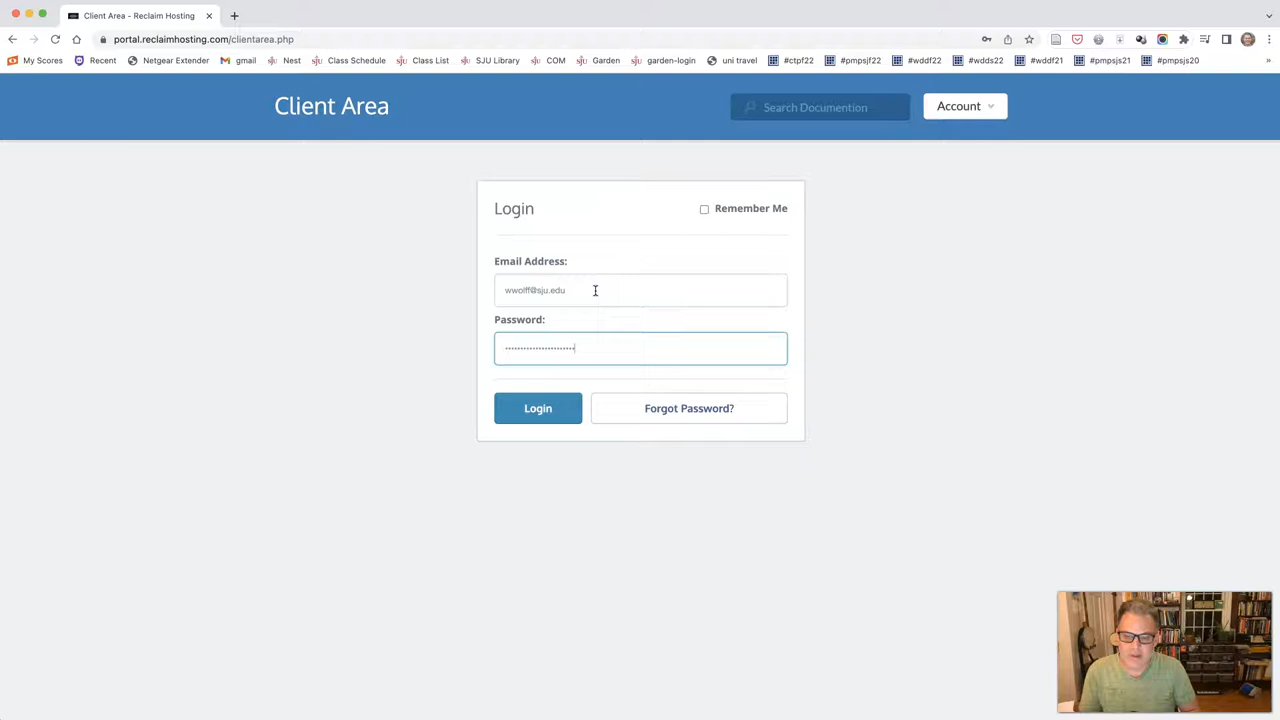 Client Area - Reclaim Hosting
portal.reclaimhosting.com/clientarea.php
My Scores Recent Netgear Extender gmail Nest Class Schedule Class List SJU Library COM Garden garden-login uni travel #ctpf22 #pmpsjf22 #wddf22 #wdds22 #wddf21 #pmpsjs21 #pmpsjs20 »
Client Area
Search Documention
Account
Login
Remember Me
Email Address:
wwolff@sju.edu
Password:
Login
Forgot Password?